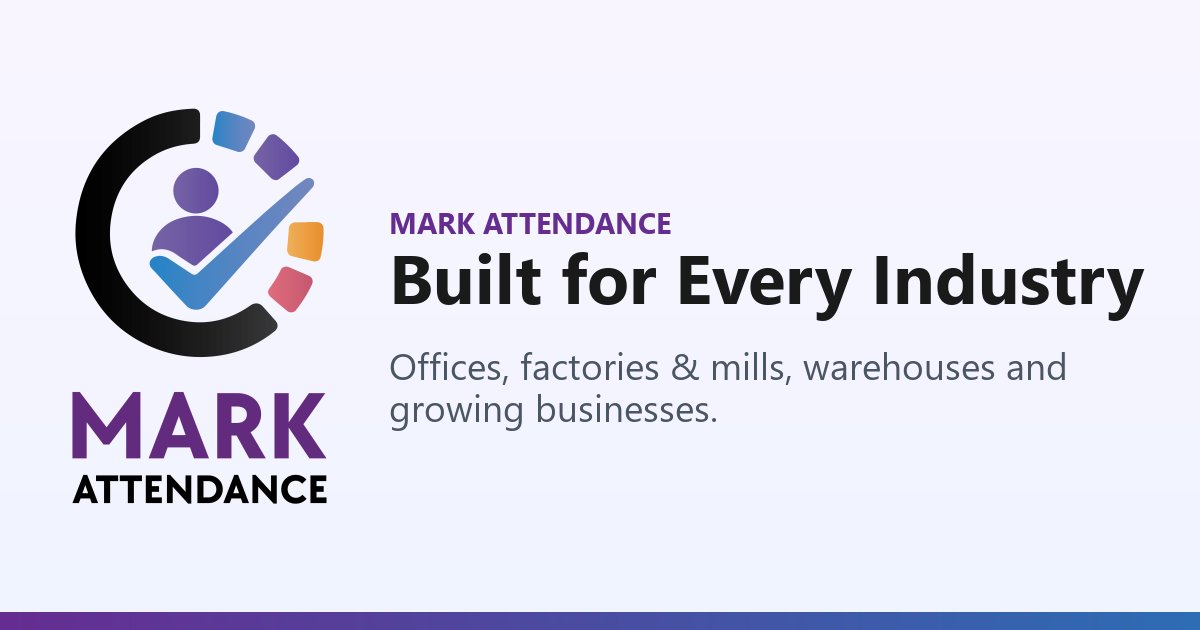 MARK
ATTENDANCE
MARK ATTENDANCE
Built for Every Industry
Offices, factories & mills, warehouses and
growing businesses.